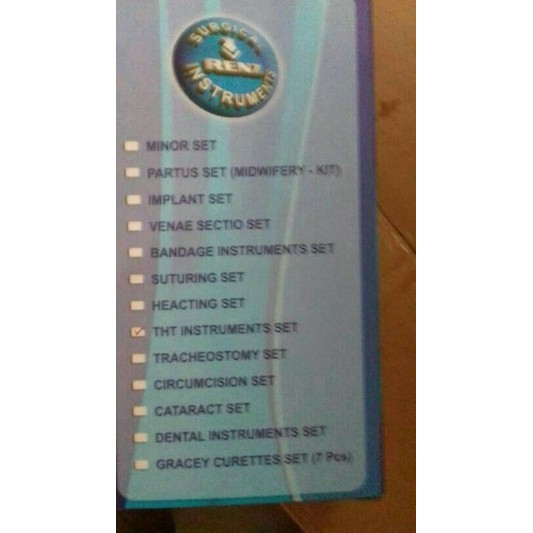 SURGICAL
RENZ
INSTRUMENTS
MINOR SET
PARTUS SET (MIDWIFERY - KIT)
IMPLANT SET
VENAE SECTIO SET
BANDAGE INSTRUMENTS SET
SUTURING SET
HEACTING SET
THT INSTRUMENTS SET
TRACHEOSTOMY SET
CIRCUMCISION SET
CATARACT SET
DENTAL INSTRUMENTS SET
GRACEY CURETTES SET (7 Pcs)